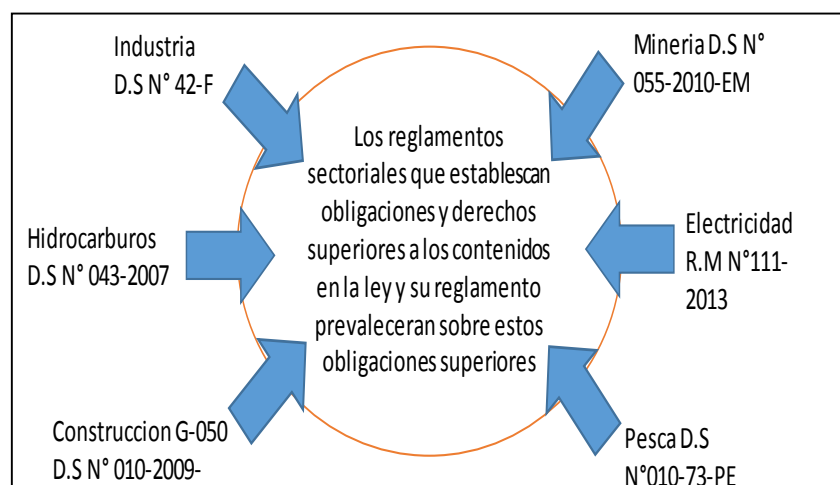 Industria
D.S N° 42-F
Mineria D.S N°
055-2010-EM
Los reglamentos
sectoriales que establescan
obligaciones y derechos
superiores a los contenidos
en la ley y su reglamento
prevaleceran sobre estos
obligaciones superiores
Hidrocarburos
D.S N° 043-2007
Electricidad
R.M N°111-
2013
Construccion G-050
D.S N° 010-2009-
Pesca D.S
N°010-73-PE